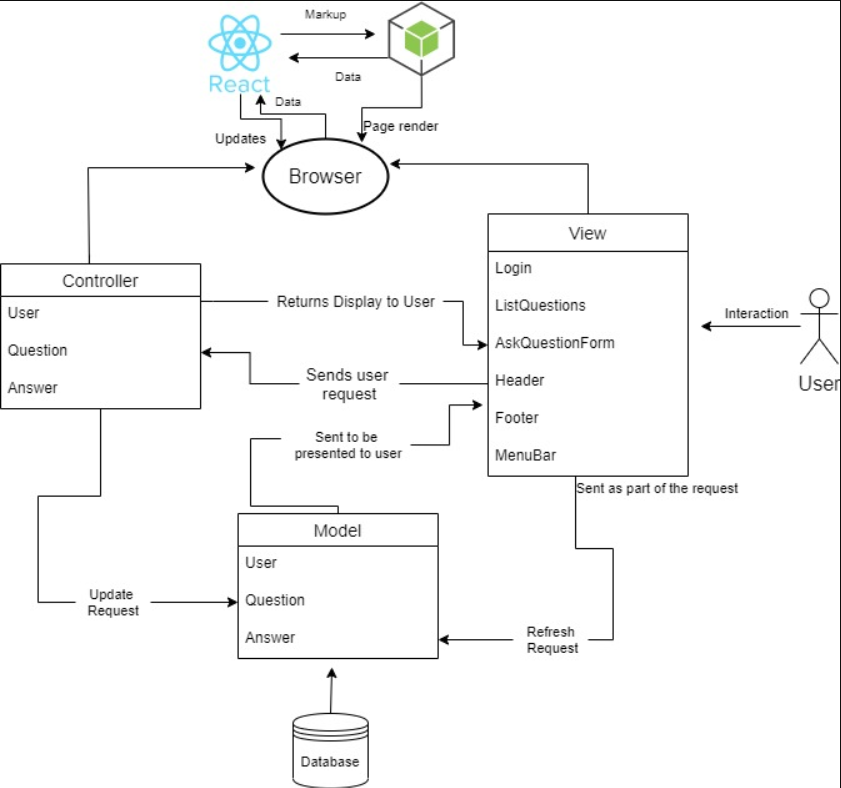 Markup
React
Data
Data
Updates
Page render
Browser
View
Login
ListQuestions
AskQuestionForm
Header
Footer
MenuBar
Controller
User
Question
Answer
Returns Display to User
Interaction
User
Sends user
request
Sent to be
presented to user
Sent as part of the request
Model
User
Question
Answer
Update
Request
Refresh
Request
Database